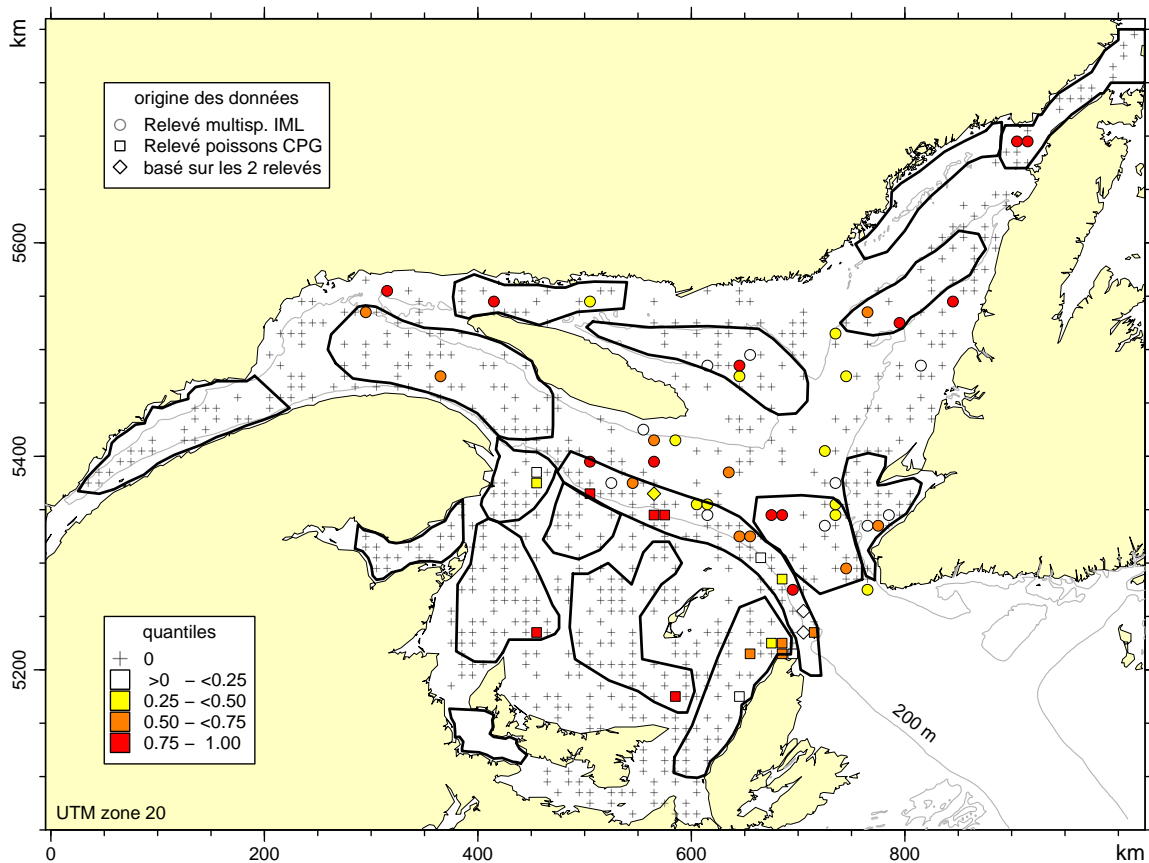 km
origine des données
Relevé multisp. IML
Relevé poissons CPG
basé sur les 2 relevés
5600
5400
5200
quantiles
0
>0 – <0.25
0.25 – <0.50
0.50 – <0.75
0.75 – 1.00
200 m
UTM zone 20
0 200 400 600 800 km